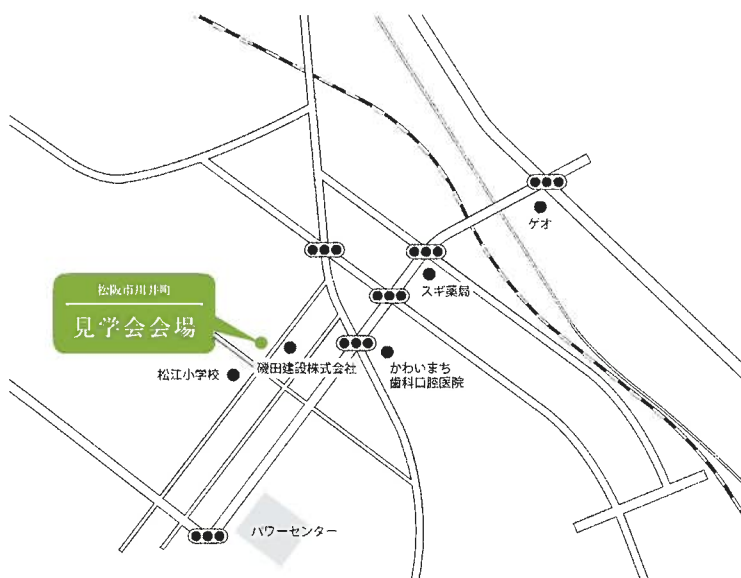 ゲオ
スギ薬局
松阪市川井町
見学会会場
磯田建設株式会社
かわいまち
歯科口腔医院
松江小学校
パワーセンター